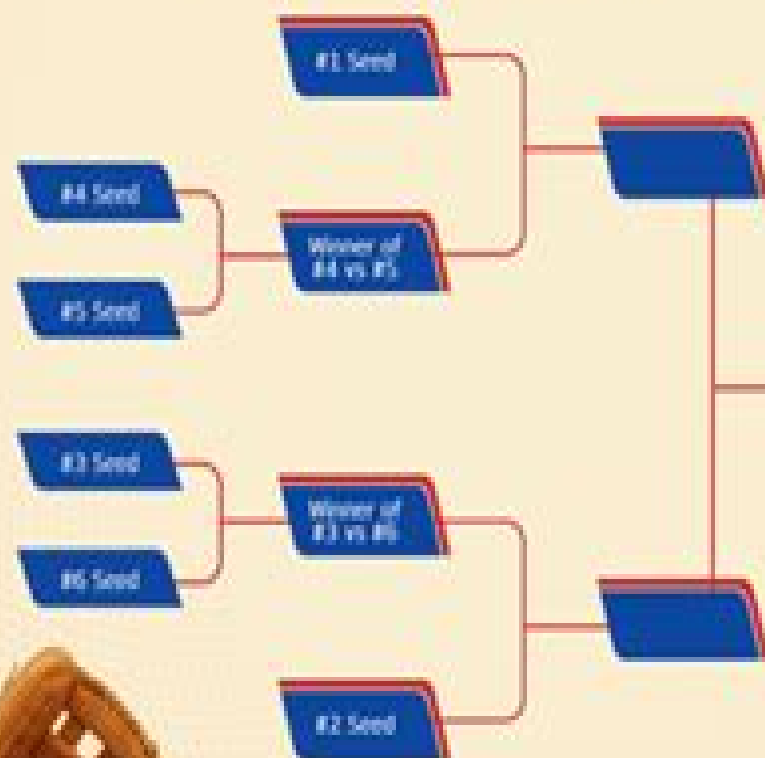 #1 Seed
#4 Seed
Winner of
#4 vs #5
#5 Seed
#3 Seed
Winner of
#3 vs #6
#6 Seed
#2 Seed